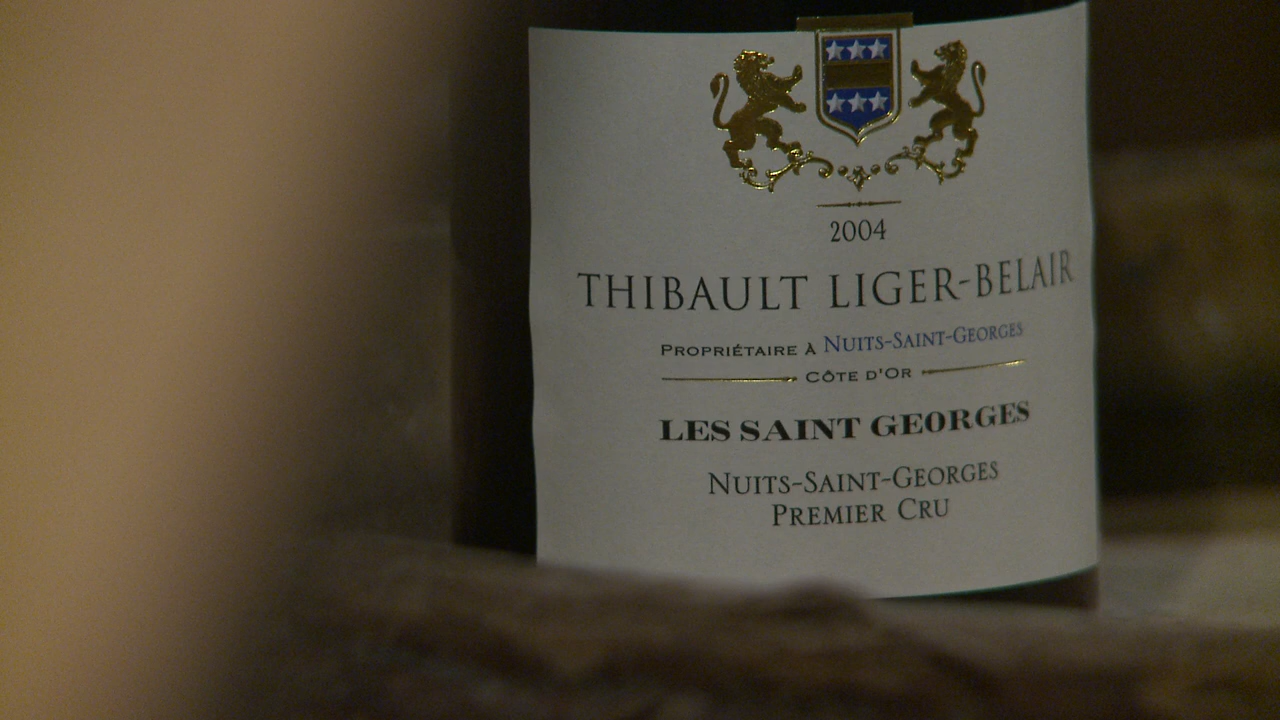 2004
THIBAULT LIGER-BELAIR
PROPRIÉTAIRE À NUITS-SAINT-GEORGES
CÔTE D'OR
LES SAINT GEORGES
NUITS-SAINT-GEORGES
PREMIER CRU